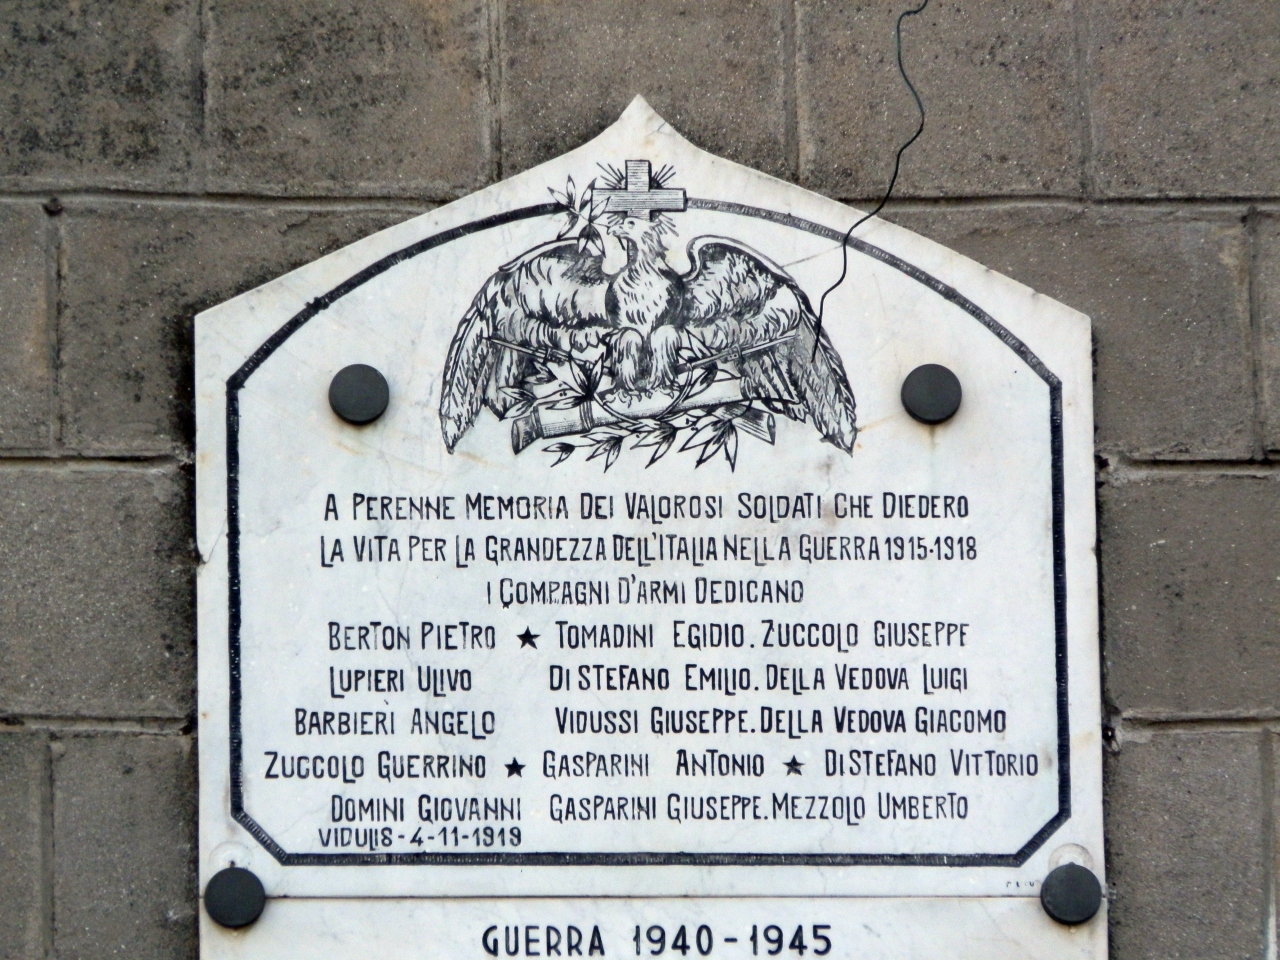 A PERENNE MEMORIA DEI VALOROSI SOLDATI CHE DIEDERO
LA VITA PER LA GRANDEZZA DELL'ITALIA NELLA GUERRA 1915·1918
I COMPAGNI D'ARMI DEDICANO
BERTON PIETRO ★ TOMADINI EGIDIO. ZUCCOLO GIUSEPPE
LUPIERI ULIVO DI STEFANO EMILIO. DELLA VEDOVA LUIGI
BARBIERÌ ANGELO VIDUSSI GIUSEPPE. DELLA VEDOVA GIACOMO
ZUCCOLO GUERRINO ★ GASPARINI ANTONIO ★ DI STEFANO VITTORIO
DOMINI GIOVANNI GASPARINI GIUSEPPE. MEZZOLO UMBERTO
VIDULIS-4-11-1919
GUERRA 1940-1945